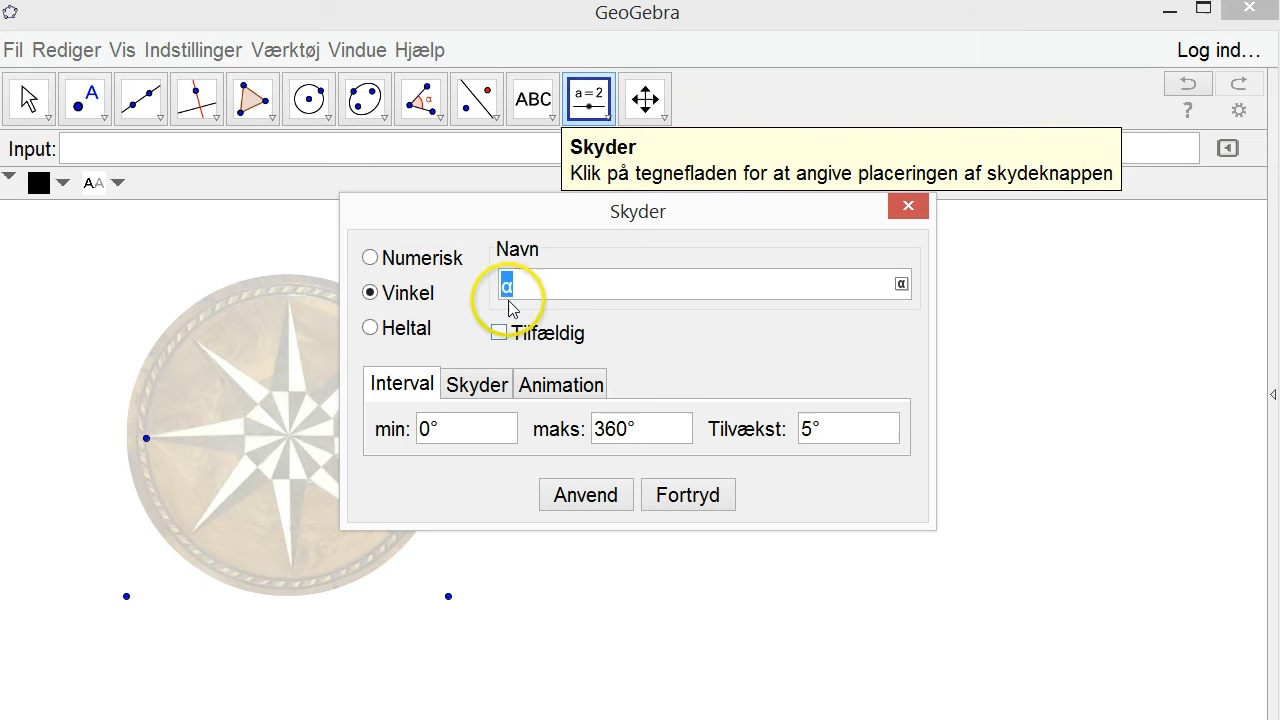 GeoGebra
Fil Rediger Vis Indstillinger Værktøj Vindue Hjælp
Log ind...
A
α
ABC
a=2
?
Input:
Skyder
Klik på tegnefladen for at angive placeringen af skydeknappen
AA
Skyder
Numerisk
Navn
Vinkel
α
α
Heltal
Tilfældig
Interval Skyder Animation
min: 0° maks: 360° Tilvækst: 5°
Anvend Fortryd